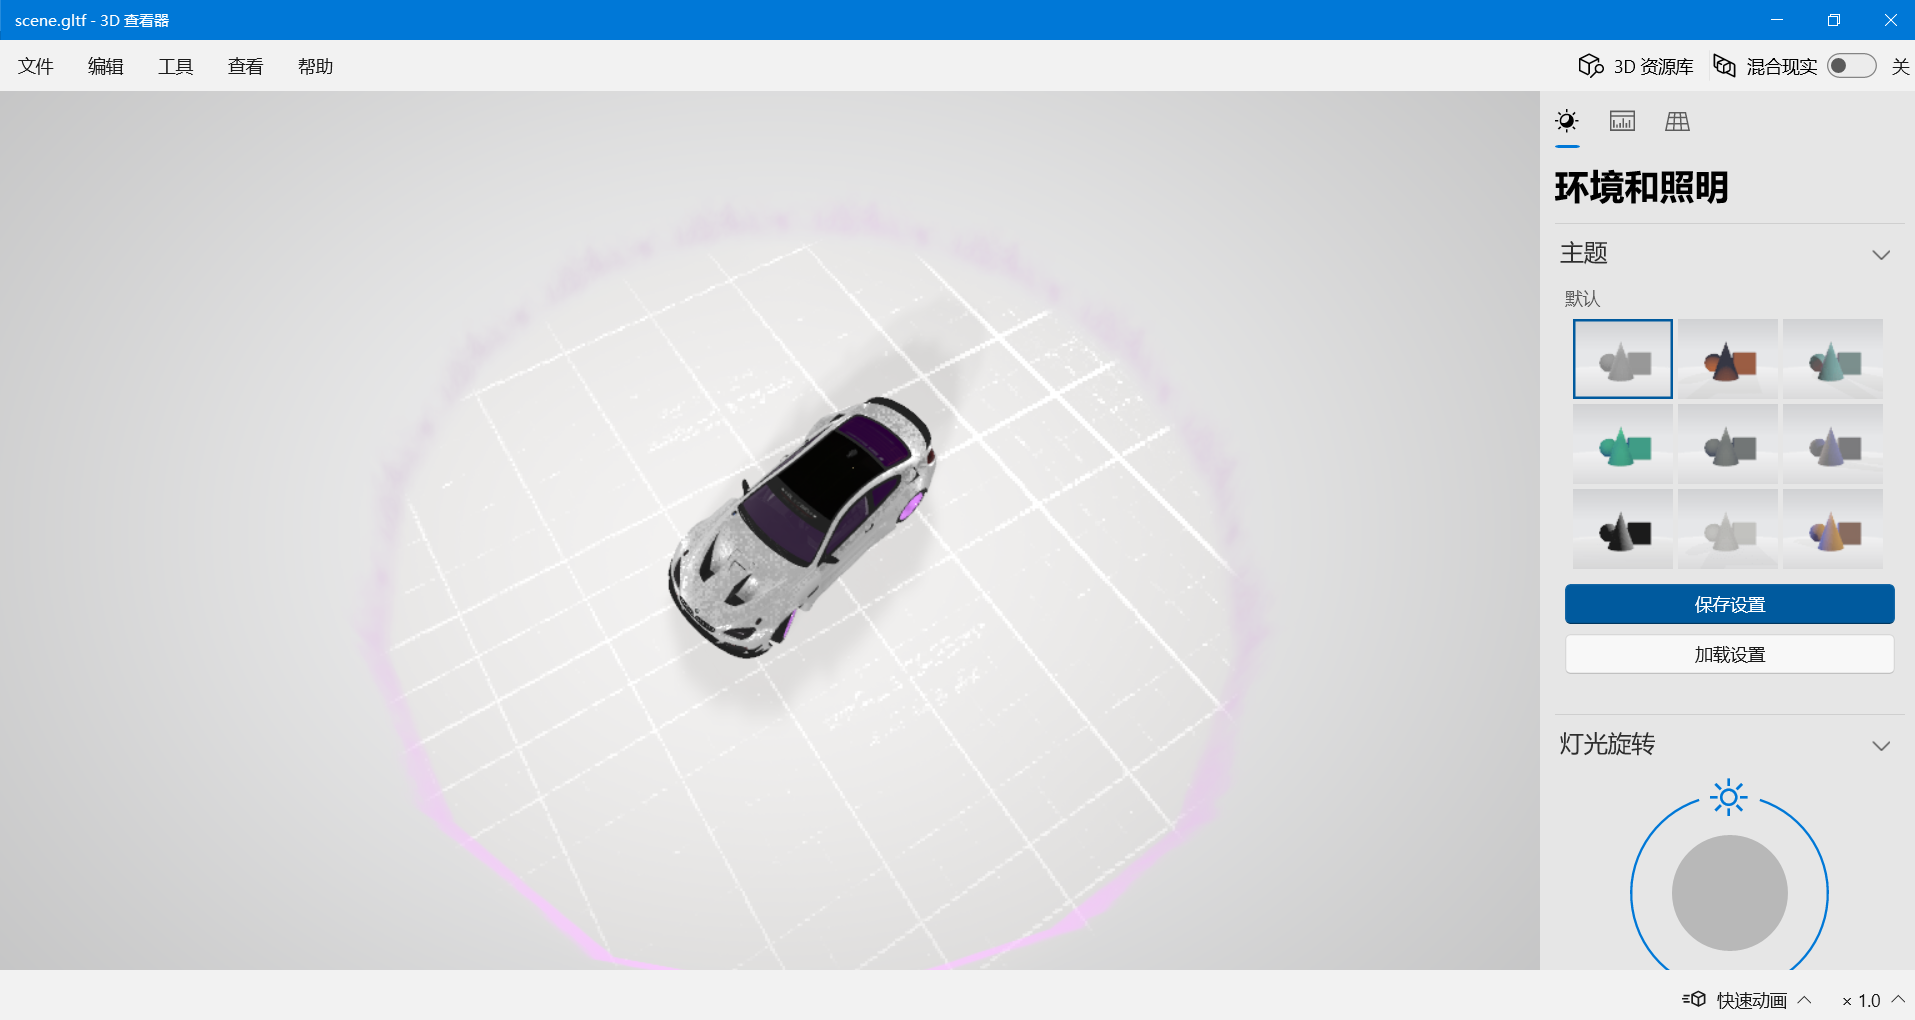 scene.gltf - 3D 查看器
文件 编辑 工具 查看 帮助
3D 资源库 混合现实 关
环境和照明
主题
默认
保存设置
加载设置
灯光旋转
快速动画 × 1.0